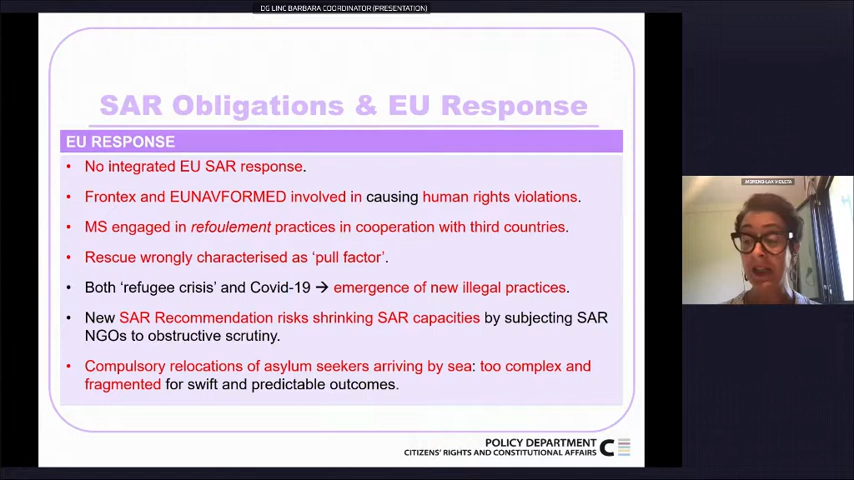 DG LINC BARBARA COORDINATOR (PRESENTATION)
SAR Obligations & EU Response
EU RESPONSE
• No integrated EU SAR response.
• Frontex and EUNAVFORMED involved in causing human rights violations.
• MS engaged in refoulement practices in cooperation with third countries.
• Rescue wrongly characterised as ‘pull factor’.
• Both ‘refugee crisis’ and Covid-19 → emergence of new illegal practices.
• New SAR Recommendation risks shrinking SAR capacities by subjecting SAR
NGOs to obstructive scrutiny.
• Compulsory relocations of asylum seekers arriving by sea: too complex and
fragmented for swift and predictable outcomes.
MORENO-LAX VIOLETA
POLICY DEPARTMENT
CITIZENS' RIGHTS AND CONSTITUTIONAL AFFAIRS